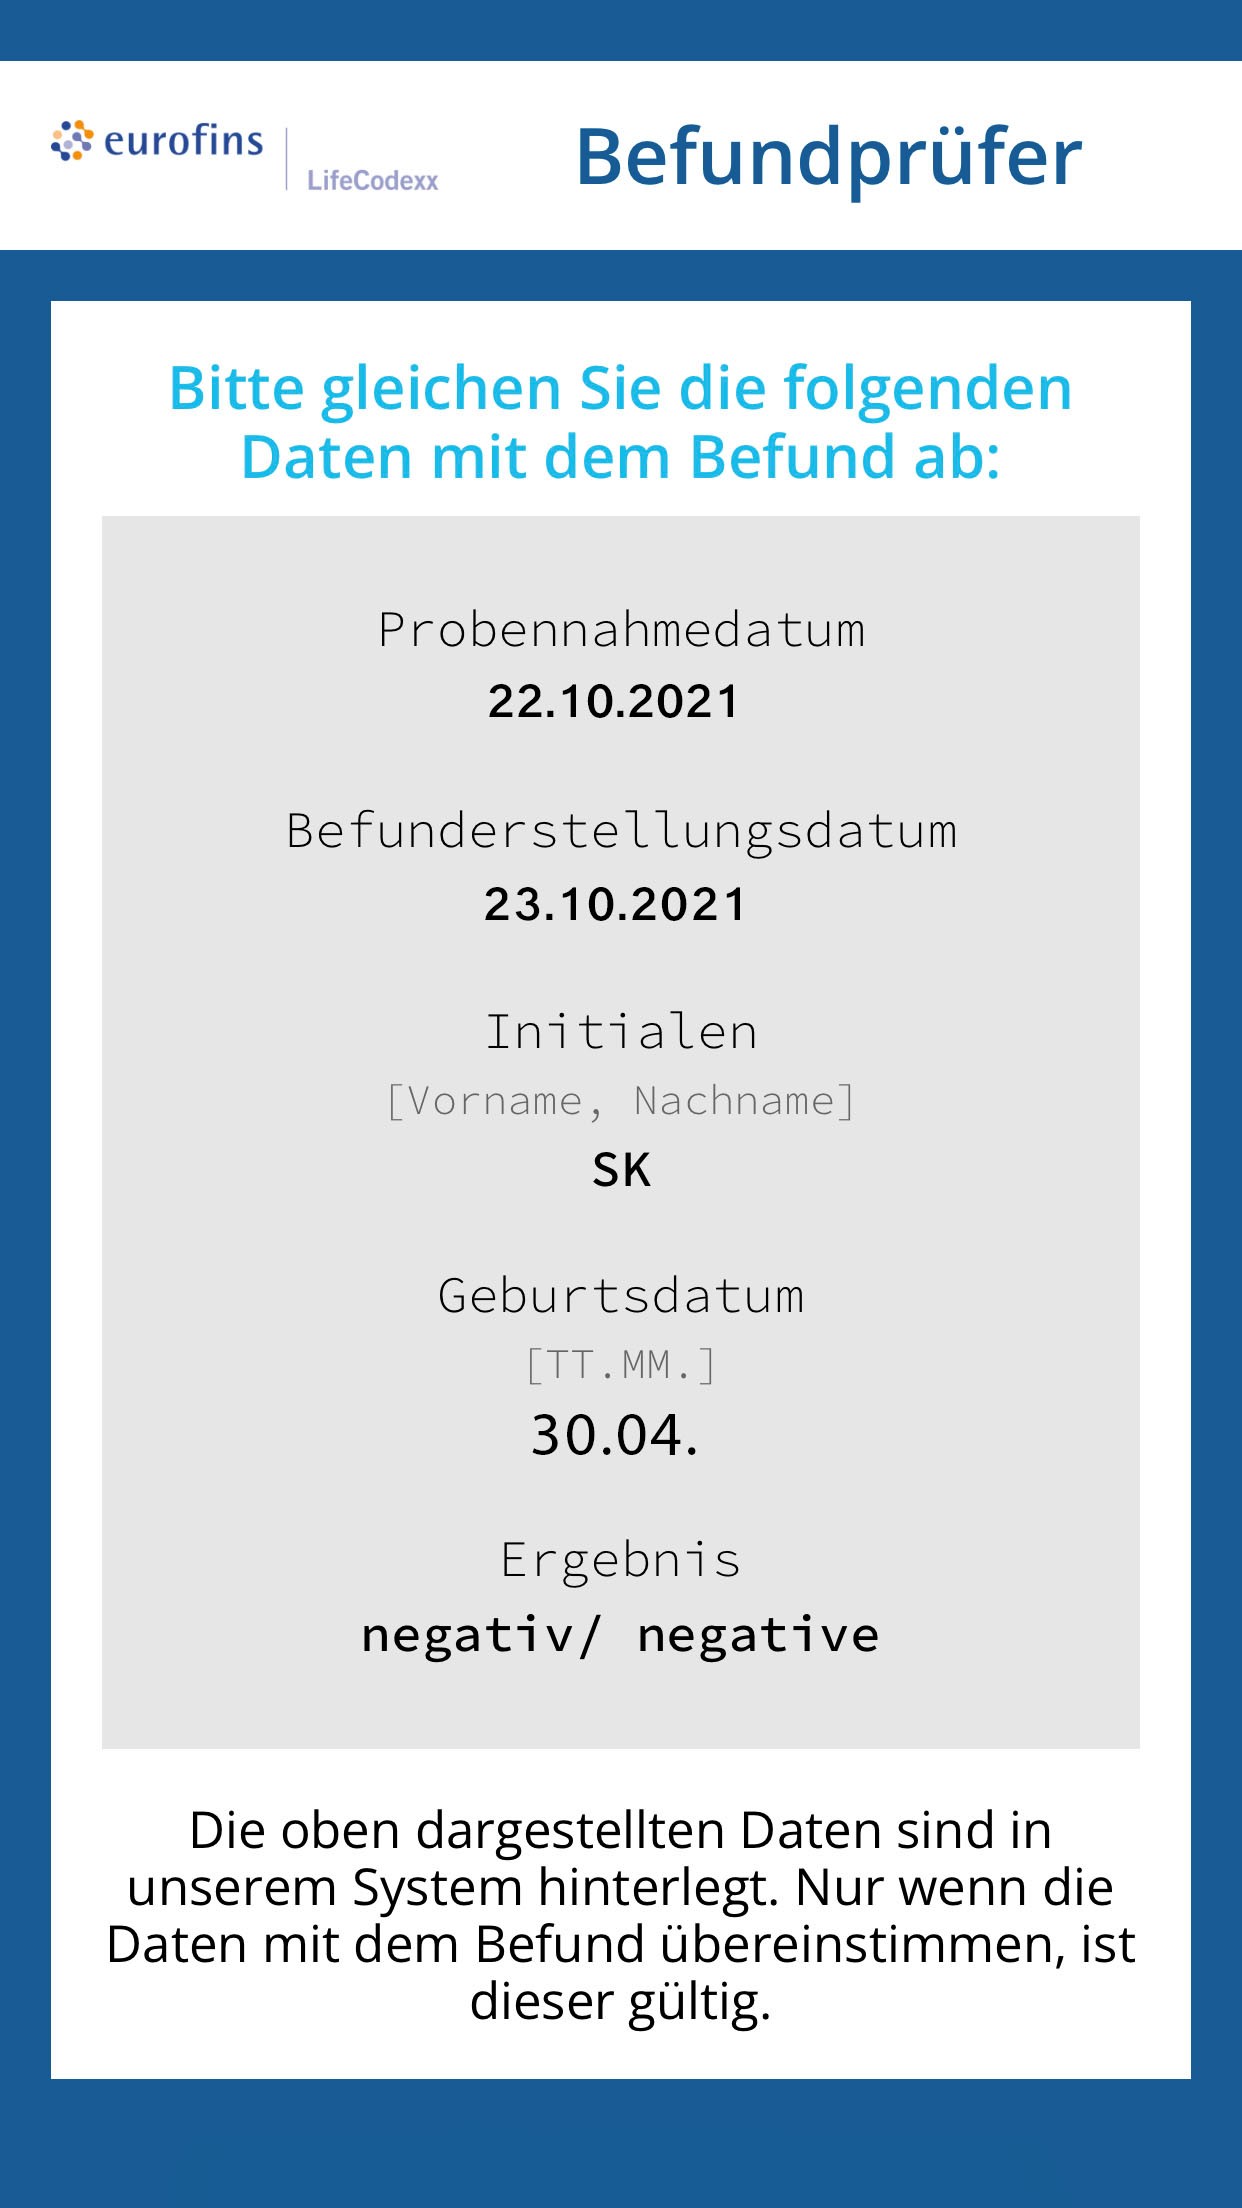 eurofins
LifeCodexx
Befundprüfer
Bitte gleichen Sie die folgenden
Daten mit dem Befund ab:
Probennahmedatum
22.10.2021
Befunderstellungsdatum
23.10.2021
Initialen
[Vorname, Nachname]
SK
Geburtsdatum
[TT.MM.]
30.04.
Ergebnis
negativ/ negative
Die oben dargestellten Daten sind in
unserem System hinterlegt. Nur wenn die
Daten mit dem Befund übereinstimmen, ist
dieser gültig.